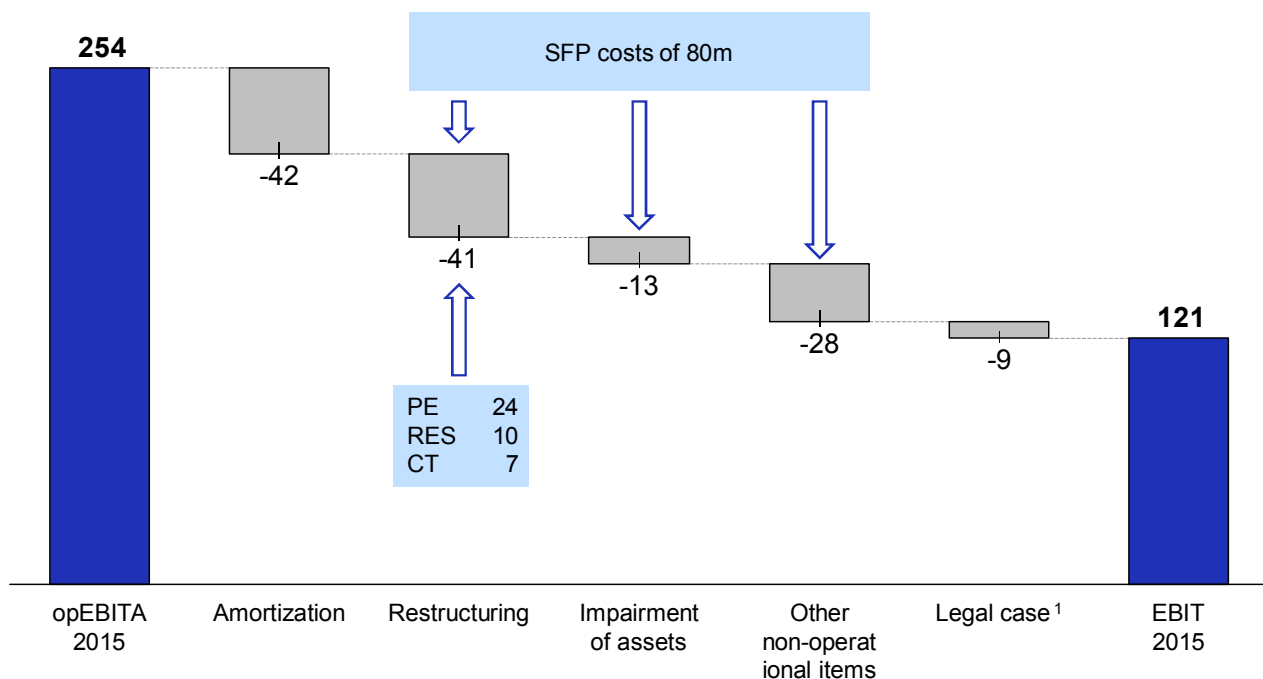 254
SFP costs of 80m
-42
-41
-13
-28
-9
121
PE 24
RES 10
CT 7
opEBITA
2015
Amortization
Restructuring
Impairment
of assets
Other
non-operat
ional items
Legal case 1
EBIT
2015